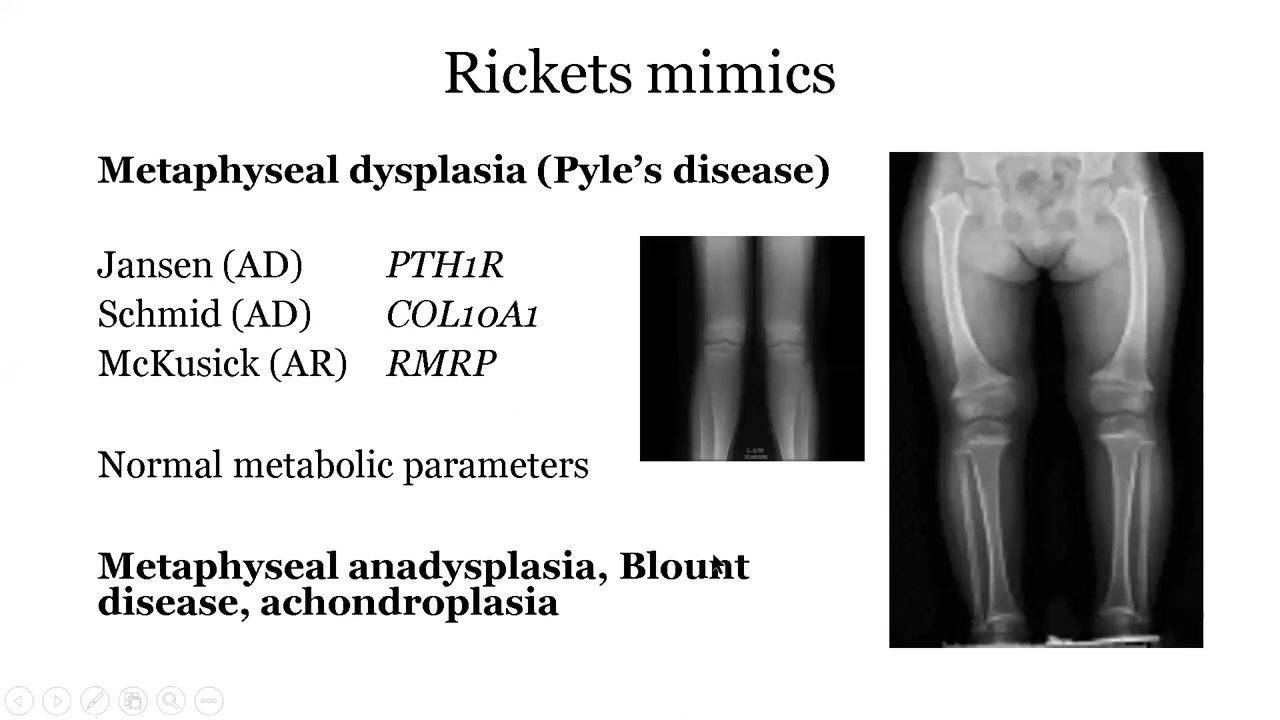 Rickets mimics
Metaphyseal dysplasia (Pyle’s disease)
Jansen (AD) PTH1R
Schmid (AD) COL10A1
McKusick (AR) RMRP
Normal metabolic parameters
Metaphyseal anadysplasia, Blount
disease, achondroplasia